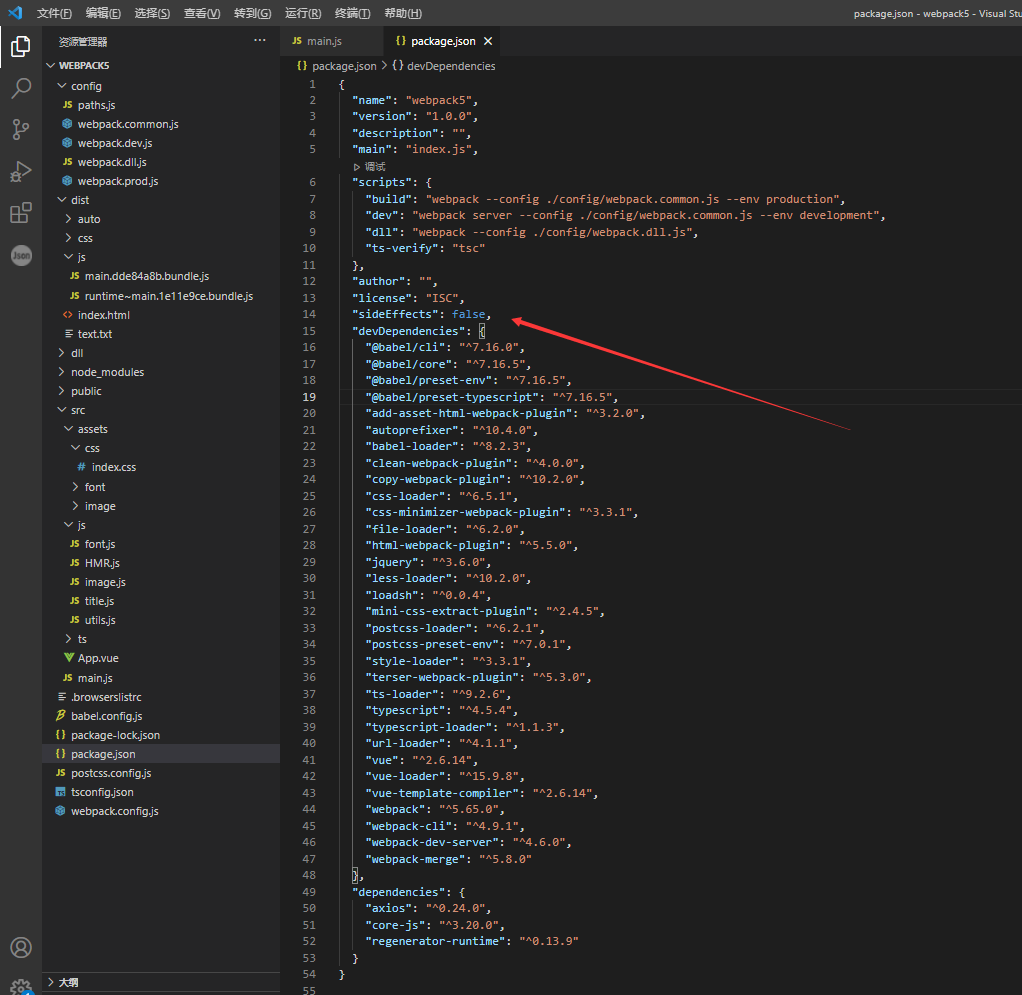 文件(F) 编辑(E) 选择(S) 查看(V) 转到(G) 运行(R) 终端(T) 帮助(H)
package.json - webpack5 - Visual Stu
资源管理器 ···
WEBPACK5
config
JS paths.js
webpack.common.js
webpack.dev.js
JS webpack.dll.js
webpack.prod.js
dist
auto
css
js
JS main.dde84a8b.bundle.js
JS runtime~main.1e11e9ce.bundle.js
<> index.html
text.txt
dll
node_modules
public
src
assets
css
# index.css
font
image
js
JS font.js
JS HMR.js
JS image.js
JS title.js
JS utils.js
ts
App.vue
JS main.js
.browserslistrc
babel.config.js
{} package-lock.json
{} package.json
JS postcss.config.js
TS tsconfig.json
webpack.config.js
大纲
Json
JS main.js
{} package.json ×
{} package.json > {} devDependencies
1 {
2 "name": "webpack5",
3 "version": "1.0.0",
4 "description": "",
5 "main": "index.js",
▷ 调试
6 "scripts": {
7 "build": "webpack --config ./config/webpack.common.js --env production",
8 "dev": "webpack server --config ./config/webpack.common.js --env development",
9 "dll": "webpack --config ./config/webpack.dll.js",
10 "ts-verify": "tsc"
11 },
12 "author": "",
13 "license": "ISC",
14 "sideEffects": false,
15 "devDependencies": {
16 "@babel/cli": "^7.16.0",
17 "@babel/core": "^7.16.5",
18 "@babel/preset-env": "^7.16.5",
19 "@babel/preset-typescript": "^7.16.5",
20 "add-asset-html-webpack-plugin": "^3.2.0",
21 "autoprefixer": "^10.4.0",
22 "babel-loader": "^8.2.3",
23 "clean-webpack-plugin": "^4.0.0",
24 "copy-webpack-plugin": "^10.2.0",
25 "css-loader": "^6.5.1",
26 "css-minimizer-webpack-plugin": "^3.3.1",
27 "file-loader": "^6.2.0",
28 "html-webpack-plugin": "^5.5.0",
29 "jquery": "^3.6.0",
30 "less-loader": "^10.2.0",
31 "loadsh": "^0.0.4",
32 "mini-css-extract-plugin": "^2.4.5",
33 "postcss-loader": "^6.2.1",
34 "postcss-preset-env": "^7.0.1",
35 "style-loader": "^3.3.1",
36 "terser-webpack-plugin": "^5.3.0",
37 "ts-loader": "^9.2.6",
38 "typescript": "^4.5.4",
39 "typescript-loader": "^1.1.3",
40 "url-loader": "^4.1.1",
41 "vue": "^2.6.14",
42 "vue-loader": "^15.9.8",
43 "vue-template-compiler": "^2.6.14",
44 "webpack": "^5.65.0",
45 "webpack-cli": "^4.9.1",
46 "webpack-dev-server": "^4.6.0",
47 "webpack-merge": "^5.8.0"
48 },
49 "dependencies": {
50 "axios": "^0.24.0",
51 "core-js": "^3.20.0",
52 "regenerator-runtime": "^0.13.9"
53 }
54 }
55